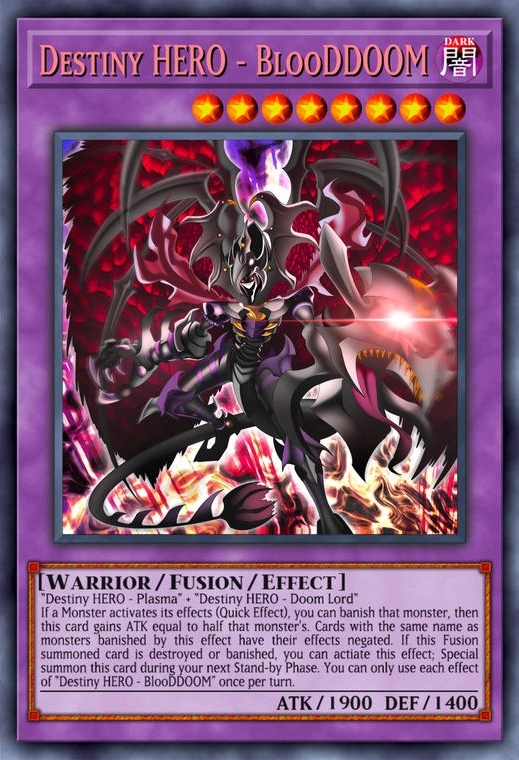 Destiny HERO - BlooDDOOM
DARK
闇
[Warrior / Fusion / Effect]
"Destiny HERO - Plasma" + "Destiny HERO - Doom Lord"
If a Monster activates its effects (Quick Effect), you can banish that monster, then
this card gains ATK equal to half that monster's. Cards with the same name as
monsters banished by this effect have their effects negated. If this Fusion
summoned card is destroyed or banished, you can actiate this effect; Special
summon this card during your next Stand-by Phase. You can only use each effect
of "Destiny HERO - BlooDDOOM" once per turn.
ATK / 1900 DEF / 1400